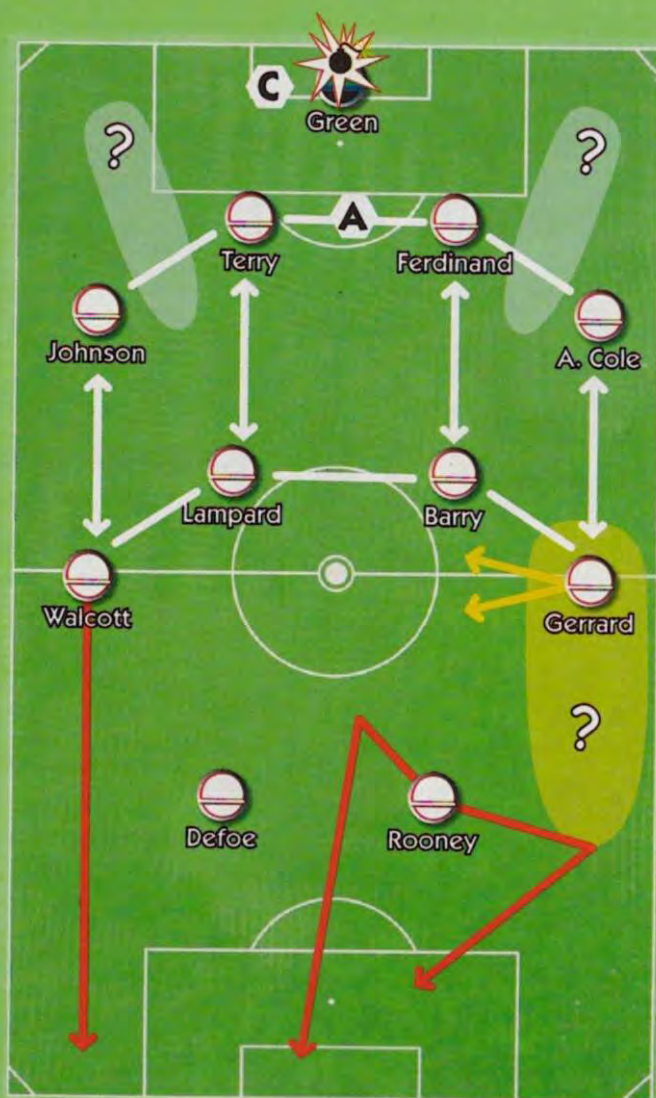 C
Green
?
?
A
Terry
Ferdinand
Johnson
A. Cole
Lampard
Barry
Walcott
Gerrard
?
Defoe
Rooney